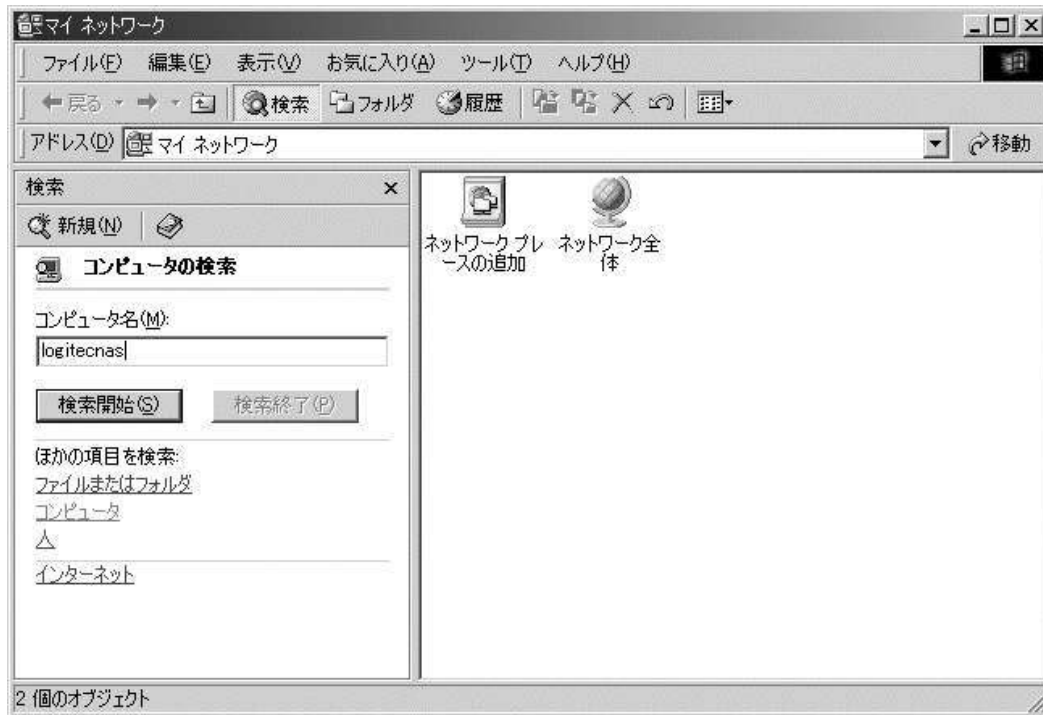 マイ ネットワーク
ファイル(F) 編集(E) 表示(V) お気に入り(A) ツール(T) ヘルプ(H)
戻る 検索 フォルダ 履歴
アドレス(D) マイ ネットワーク 移動
検索
新規(N)
コンピュータの検索
コンピュータ名(M):
logitecnas
検索開始(S) 検索終了(P)
ほかの項目を検索:
ファイルまたはフォルダ
コンピュータ
人
インターネット
ネットワーク プレ
ースの追加
ネットワーク全
体
2 個のオブジェクト